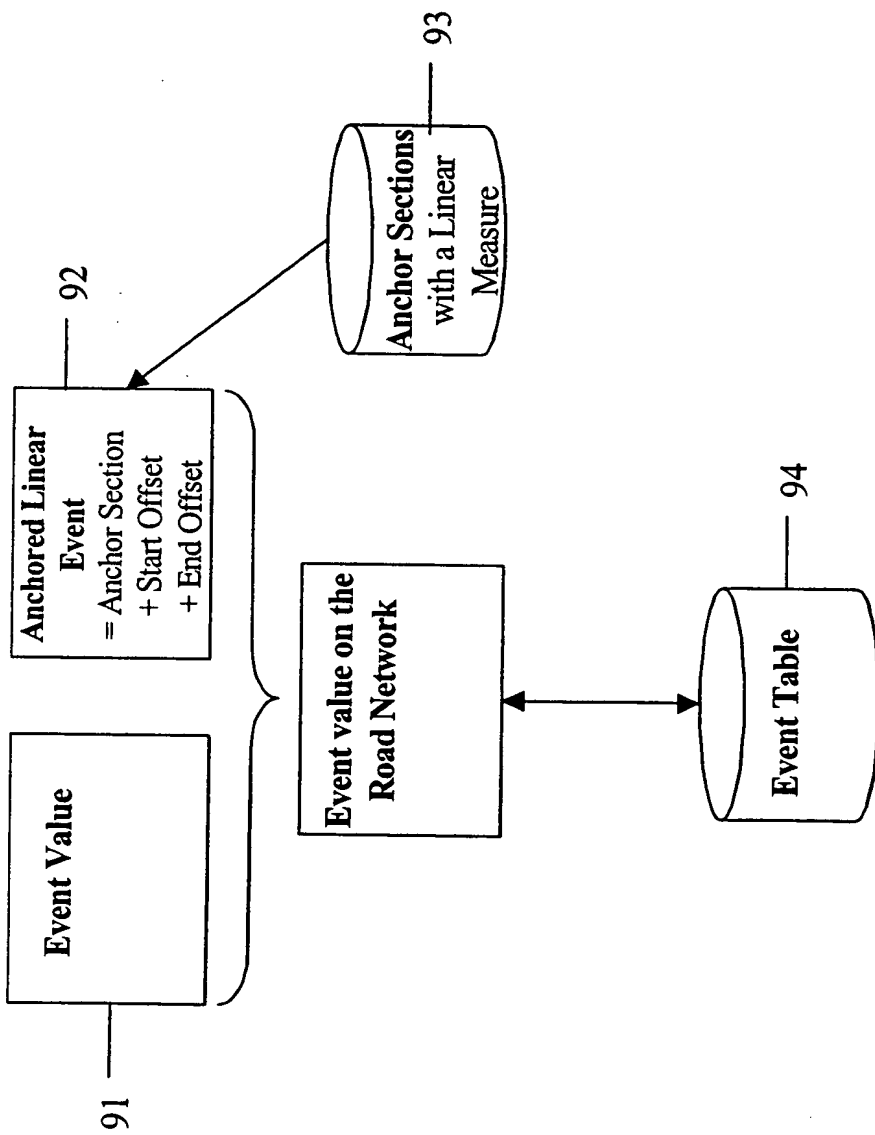 91
Event Value
Anchored Linear
Event
= Anchor Section
+ Start Offset
+ End Offset
92
Anchor Sections
with a Linear
Measure
93
Event value on the
Road Network
Event Table
94